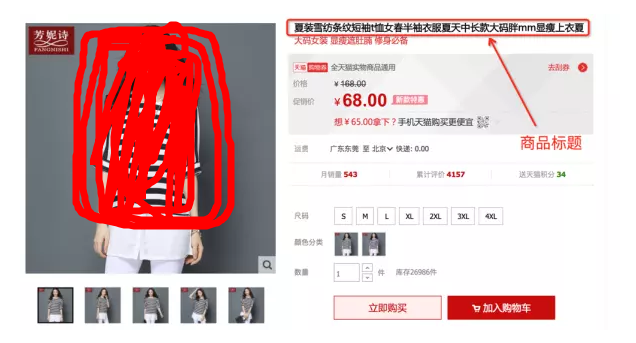 芳妮诗
FANGNISHI
夏装雪纺条纹短袖t恤女春半袖衣服夏天中长款大码胖mm显瘦上衣夏
大码女装 显瘦遮肚腩 修身必备
天猫 购物券 全天猫实物商品通用 去刮券
价格 ¥168.00
促销价 ¥68.00 新款特惠
想¥65.00拿下？手机天猫购买更便宜
商品标题
运费 广东东莞 至 北京 快递: 0.00
月销量 543 累计评价 4157 送天猫积分 34
尺码 S M L XL 2XL 3XL 4XL
颜色分类
数量 1 件 库存26986件
立即购买 加入购物车